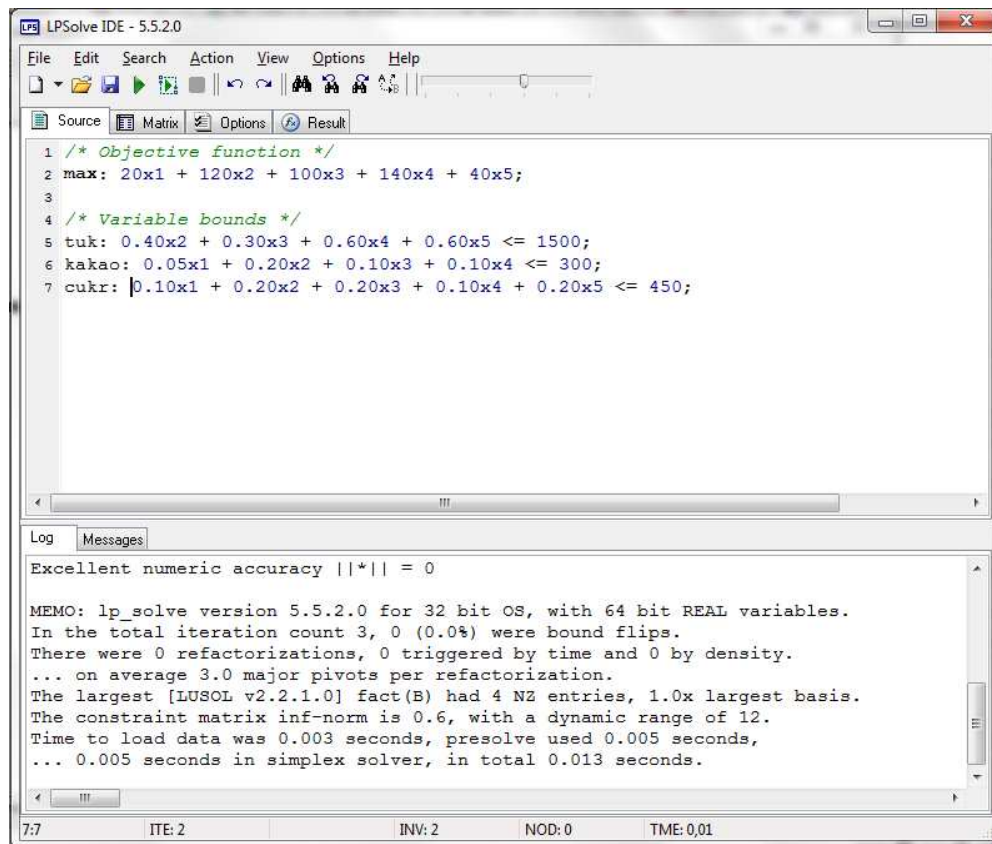 LPS LPSolve IDE - 5.5.2.0
File Edit Search Action View Options Help
Source Matrix Options Result
1 /* Objective function */
2 max: 20x1 + 120x2 + 100x3 + 140x4 + 40x5;
3
4 /* Variable bounds */
5 tuk: 0.40x2 + 0.30x3 + 0.60x4 + 0.60x5 <= 1500;
6 kakao: 0.05x1 + 0.20x2 + 0.10x3 + 0.10x4 <= 300;
7 cukr: 0.10x1 + 0.20x2 + 0.20x3 + 0.10x4 + 0.20x5 <= 450;
Log Messages
Excellent numeric accuracy ||*|| = 0
MEMO: lp_solve version 5.5.2.0 for 32 bit OS, with 64 bit REAL variables.
In the total iteration count 3, 0 (0.0%) were bound flips.
There were 0 refactorizations, 0 triggered by time and 0 by density.
... on average 3.0 major pivots per refactorization.
The largest [LUSOL v2.2.1.0] fact(B) had 4 NZ entries, 1.0x largest basis.
The constraint matrix inf-norm is 0.6, with a dynamic range of 12.
Time to load data was 0.003 seconds, presolve used 0.005 seconds,
... 0.005 seconds in simplex solver, in total 0.013 seconds.
7:7 ITE: 2 INV: 2 NOD: 0 TME: 0,01